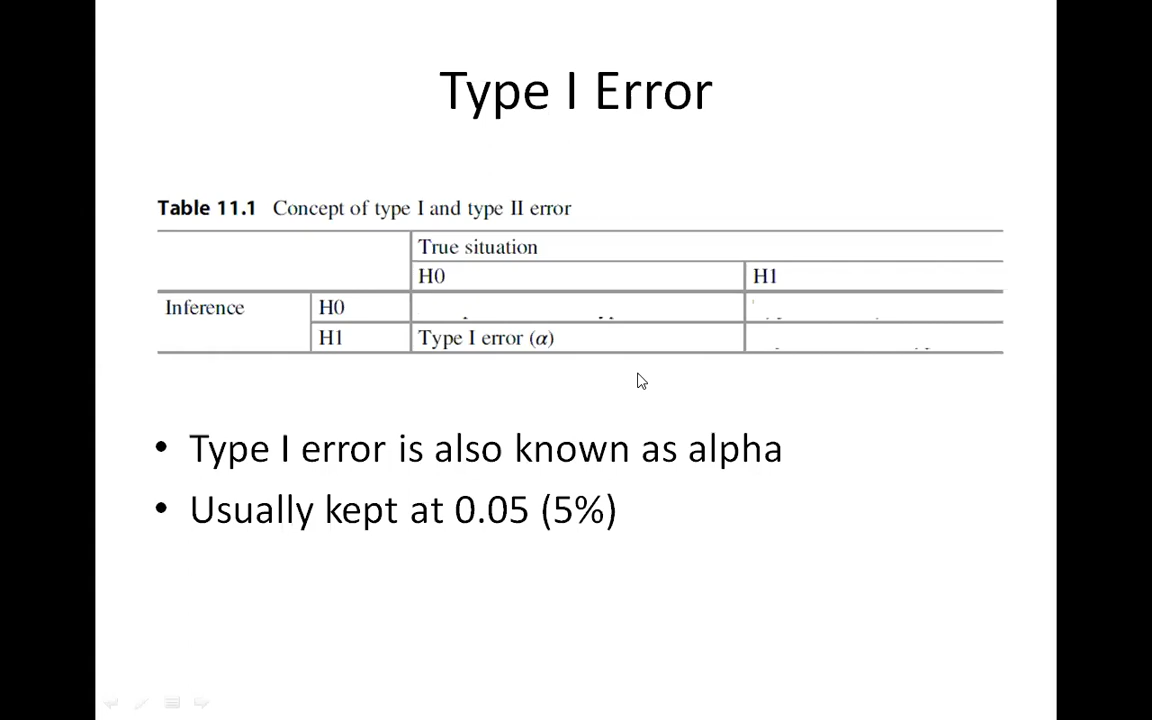 Type I Error
Table 11.1 Concept of type I and type II error
True situation
H0 H1
Inference H0
H1 Type I error (α)
• Type I error is also known as alpha
• Usually kept at 0.05 (5%)